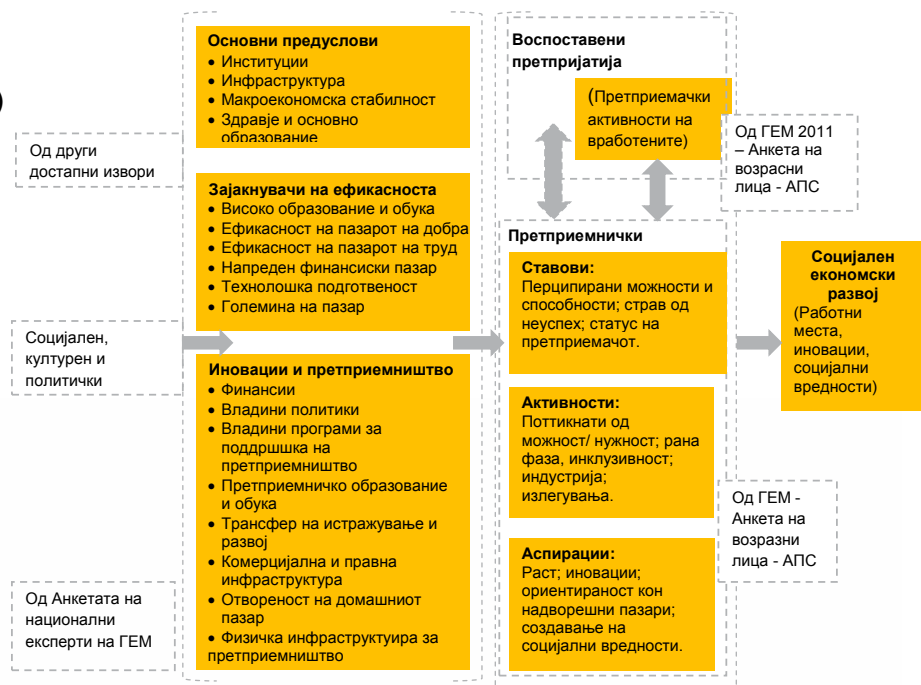 )
Од други
достапни извори
Социјален,
културен и
политички
Од Анкетата на
национални
експерти на ГЕМ
Основни предуслови
• Институции
• Инфраструктура
• Макроекономска стабилност
• Здравје и основно
образование
Зајакнувачи на ефикасноста
• Високо образование и обука
• Ефикасност на пазарот на добра
• Ефикасност на пазарот на труд
• Напреден финансиски пазар
• Технолошка подготвеност
• Големина на пазар
Иновации и претприемништво
• Финансии
• Владини политики
• Владини програми за
поддршшка на
претприемништво
• Претприемничко образование
и обука
• Трансфер на истражување и
развој
• Комерцијална и правна
инфраструктура
• Отвореност на домашниот
пазар
• Физичка инфраструктуира за
претприемништво
Воспоставени
претпријатија
(Претприемачки
активности на
вработените)
Претприемнички
Ставови:
Перципирани можности и
способности; страв од
неуспех; статус на
претприемачот.
Активности:
Поттикнати од
можност/ нужност; рана
фаза, инклузивност;
индустрија;
излегувања.
Аспирации:
Раст; иновации;
ориентираност кон
надворешни пазари;
создавање на
социјални вредности.
Од ГЕМ 2011
– Анкета на
возрасни
лица - АПС
Од ГЕМ -
Анкета на
возразни
лица - АПС
Социјален
економски
развој
(Работни
места,
иновации,
социјални
вредности)